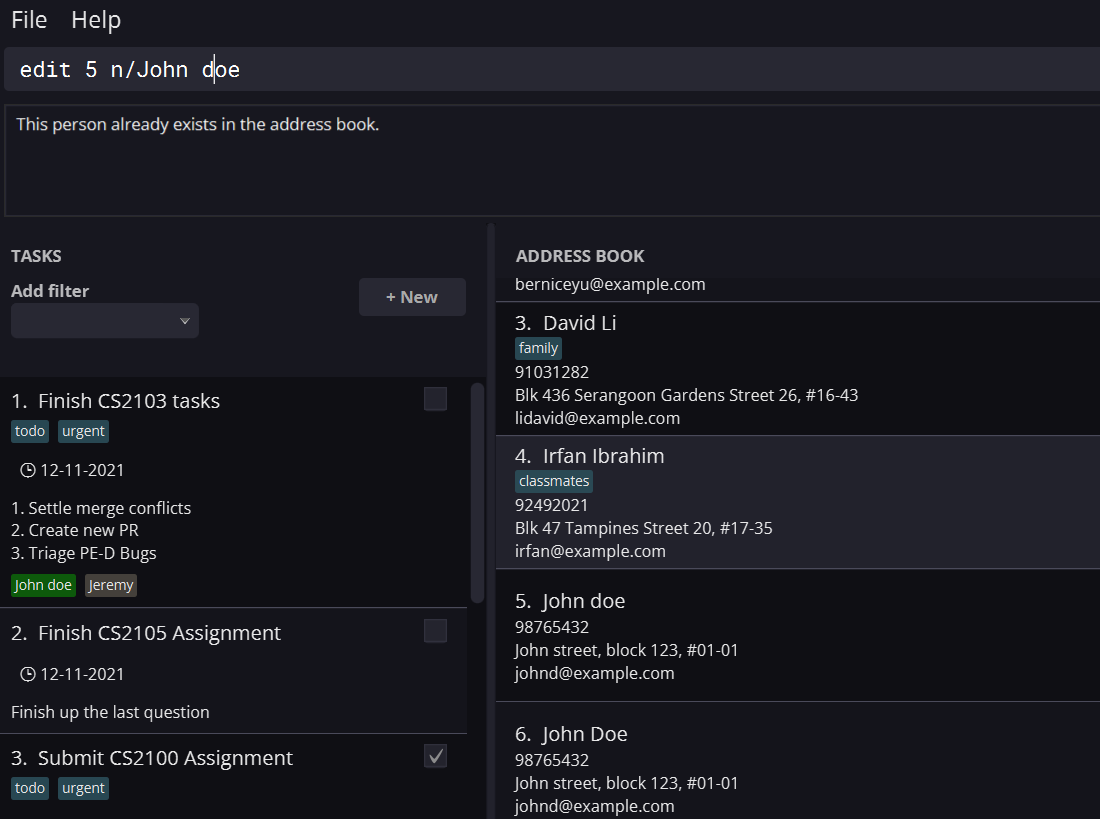 File Help
edit 5 n/John doe
This person already exists in the address book.
TASKS
Add filter
+ New
1. Finish CS2103 tasks
todo urgent
12-11-2021
1. Settle merge conflicts
2. Create new PR
3. Triage PE-D Bugs
John doe Jeremy
2. Finish CS2105 Assignment
12-11-2021
Finish up the last question
3. Submit CS2100 Assignment
todo urgent
ADDRESS BOOK
berniceyu@example.com
3. David Li
family
91031282
Blk 436 Serangoon Gardens Street 26, #16-43
lidavid@example.com
4. Irfan Ibrahim
classmates
92492021
Blk 47 Tampines Street 20, #17-35
irfan@example.com
5. John doe
98765432
John street, block 123, #01-01
johnd@example.com
6. John Doe
98765432
John street, block 123, #01-01
johnd@example.com